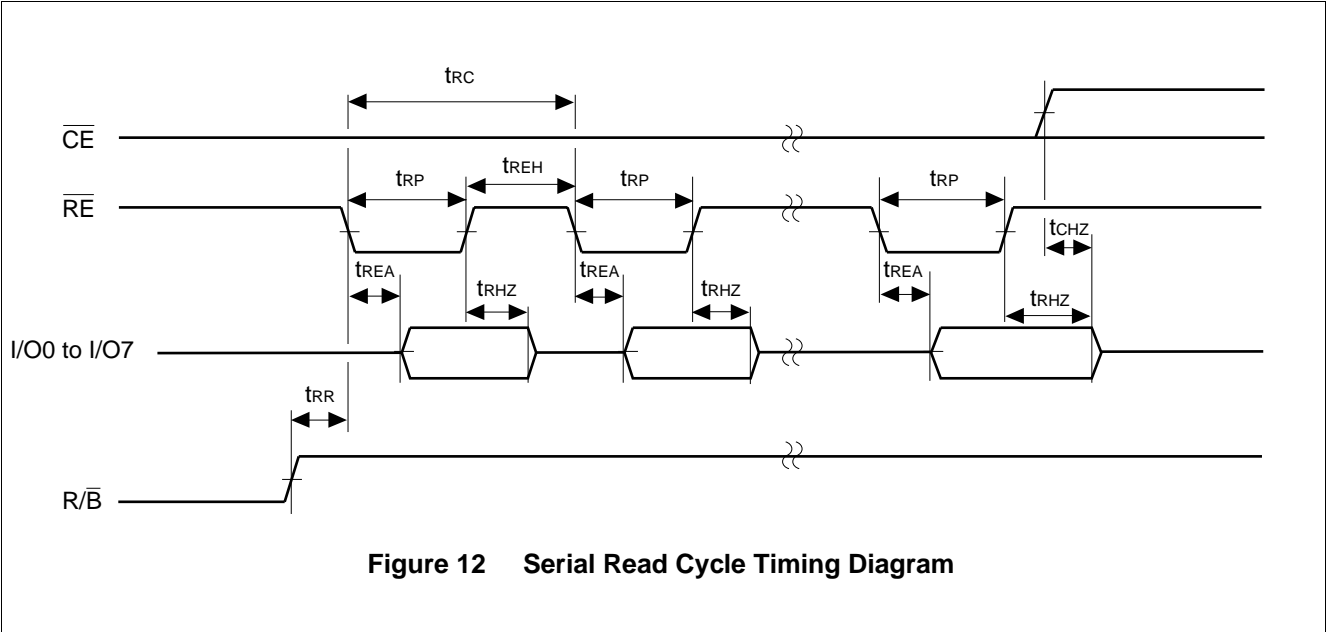 tRC
CE
tRP tREH tRP tRP
RE
tCHZ
tREA tREA tREA
tRHZ tRHZ tRHZ
I/O0 to I/O7
tRR
R/B
Figure 12 Serial Read Cycle Timing Diagram